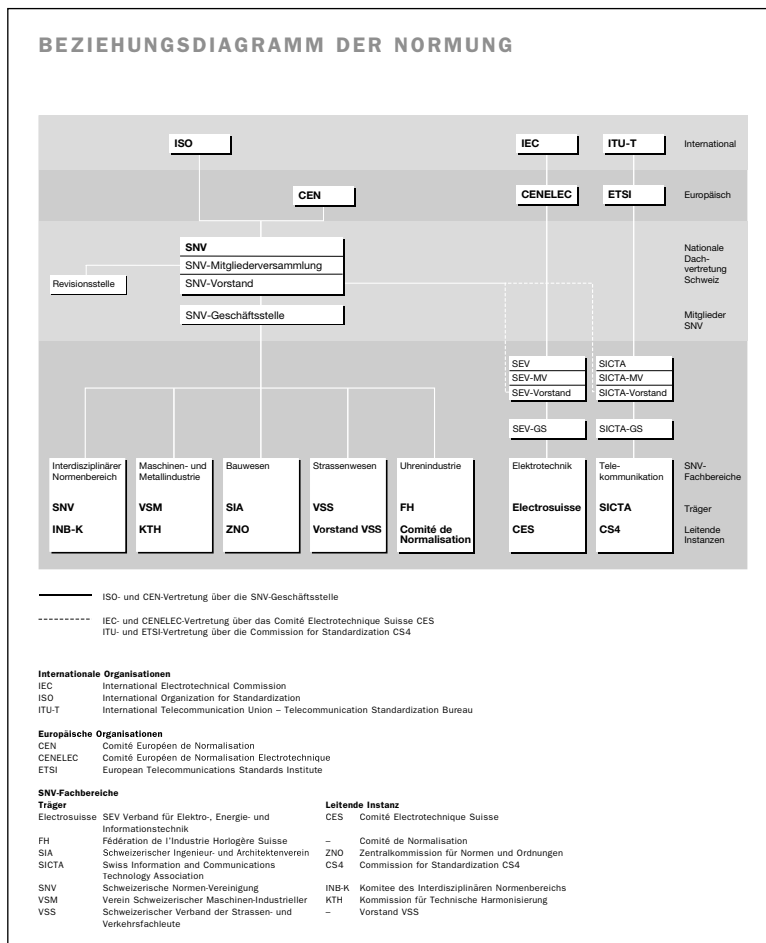 BEZIEHUNGSDIAGRAMM DER NORMUNG
ISO
IEC
ITU-T
International
CEN
CENELEC
ETSI
Europäisch
SNV
SNV-Mitgliederversammlung
SNV-Vorstand
Revisionsstelle
Nationale
Dach-
vertretung
Schweiz
SNV-Geschäftsstelle
Mitglieder
SNV
SEV
SEV-MV
SEV-Vorstand
SICTA
SICTA-MV
SICTA-Vorstand
SEV-GS
SICTA-GS
Interdisziplinärer
Normenbereich
SNV
INB-K
Maschinen- und
Metallindustrie
VSM
KTH
Bauwesen
SIA
ZNO
Strassenwesen
VSS
Vorstand VSS
Uhrenindustrie
FH
Comité de
Normalisation
Elektrotechnik
Electrosuisse
CES
Tele-
kommunikation
SICTA
CS4
SNV-
Fachbereiche
Träger
Leitende
Instanzen
ISO- und CEN-Vertretung über die SNV-Geschäftsstelle
IEC- und CENELEC-Vertretung über das Comité Electrotechnique Suisse CES
ITU- und ETSI-Vertretung über die Commission for Standardization CS4
Internationale Organisationen
IEC International Electrotechnical Commission
ISO International Organization for Standardization
ITU-T International Telecommunication Union – Telecommunication Standardization Bureau
Europäische Organisationen
CEN Comité Européen de Normalisation
CENELEC Comité Européen de Normalisation Electrotechnique
ETSI European Telecommunications Standards Institute
SNV-Fachbereiche
Träger Leitende Instanz
Electrosuisse SEV Verband für Elektro-, Energie- und CES Comité Electrotechnique Suisse
Informationstechnik
FH Fédération de l'Industrie Horlogère Suisse – Comité de Normalisation
SIA Schweizerischer Ingenieur- und Architektenverein ZNO Zentralkommission für Normen und Ordnungen
SICTA Swiss Information and Communications CS4 Commission for Standardization CS4
Technology Association
SNV Schweizerische Normen-Vereinigung INB-K Komitee des Interdisziplinären Normenbereichs
VSM Verein Schweizerischer Maschinen-Industrieller KTH Kommission für Technische Harmonisierung
VSS Schweizerischer Verband der Strassen- und – Vorstand VSS
Verkehrsfachleute